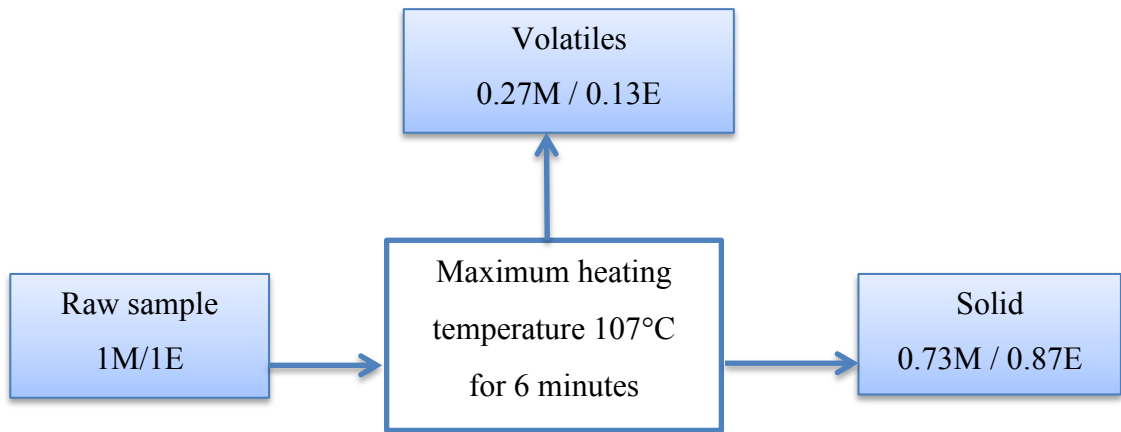 Volatiles
0.27M / 0.13E
Raw sample
1M/1E
Maximum heating
temperature 107°C
for 6 minutes
Solid
0.73M / 0.87E